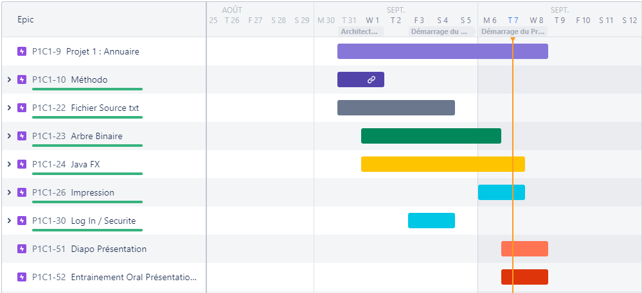 AOÛT SEPT. SEPT.
Epic 25 T 26 F 27 S 28 S 29 M 30 T 31 W 1 T 2 F 3 S 4 S 5 M 6 T 7 W 8 T 9 F 10 S 11 S 12
Architect... Démarrage du ... Démarrage du Pr...
P1C1-9 Projet 1 : Annuaire
P1C1-10 Méthodo
P1C1-22 Fichier Source txt
P1C1-23 Arbre Binaire
P1C1-24 Java FX
P1C1-26 Impression
P1C1-30 Log In / Securite
P1C1-51 Diapo Présentation
P1C1-52 Entrainement Oral Présentatio...